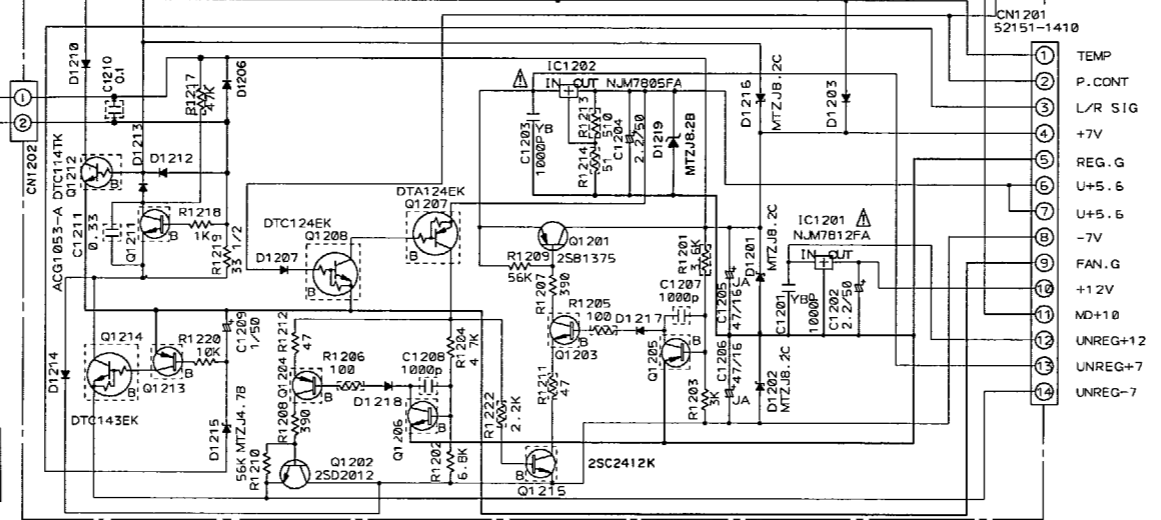 CN1201
52151-1410
1 TEMP
2 P.CONT
3 L/R SIG
4 +7V
5 REG.G
6 U+5.6
7 U+5.6
8 -7V
9 FAN.G
10 +12V
11 MD+10
12 UNREG+12
13 UNREG+7
14 UNREG-7
D1210
C1210
0.1
R1217
47K
D1206
1
2
CN1202
D1213
D1212
DTC114TK
Q1212
ACG1053-A
C1211
0.33
Q1211
B
B
R1218
1K
R1219
33 1/2
D1207
DTC124EK
Q1208
B
DTA124EK
Q1207
B
IC1202
IN OUT NJM7805FA
C1203
YB
1000P
R1213
510
R1214
51
C1204
2.2/50
D1219
MTZJ8.2B
D1216
MTZJ8.2C
D1203
Q1201
2SB1375
R1209
56K
R1207
390
R1205
100
D1217
Q1203
B
R1211
47
C1207
1000p
Q1205
B
R1201
3.6K
R1203
3K
C1205
47/16
JA
C1206
47/16
JA
D1201
MTZJ8.2C
D1202
MTZJ8.2C
IC1201
NJM7812FA
IN OUT
C1201
YB
1000P
C1202
2.2/50
D1214
Q1214
B
DTC143EK
Q1213
B
R1220
10K
C1209
1/50
D1215
MTZJ4.7B
R1212
47
Q1204
B
R1206
100
D1218
C1208
1000p
R1204
4.7K
R1208
390
R1210
56K
Q1202
2SD2012
Q1206
B
R1202
6.8K
R1222
2.2K
Q1215
B
2SC2412K